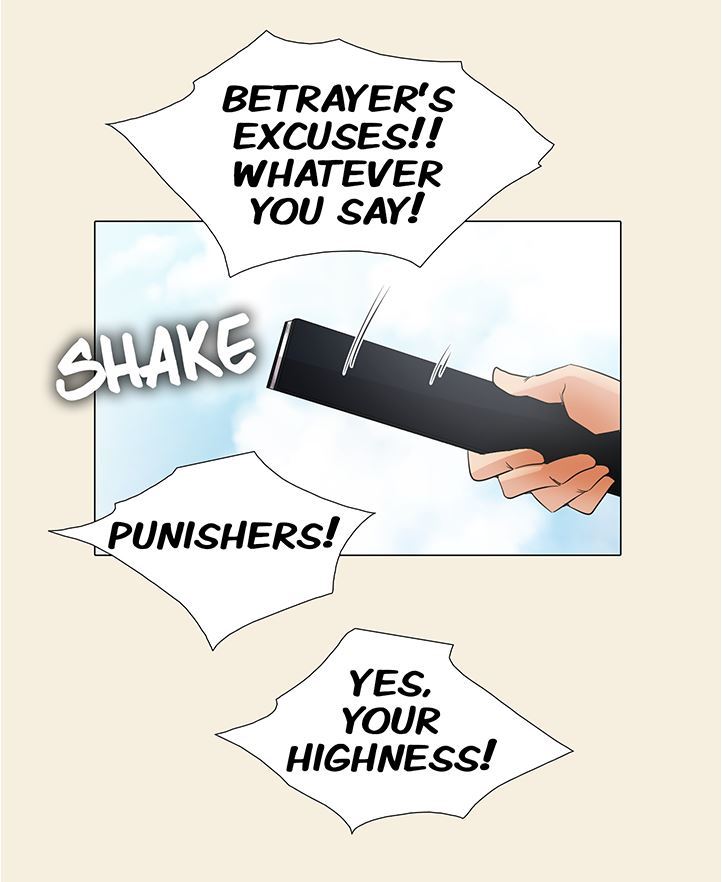 BETRAYER'S
EXCUSES!!
WHATEVER
YOU SAY!
SHAKE
PUNISHERS!
YES,
YOUR
HIGHNESS!